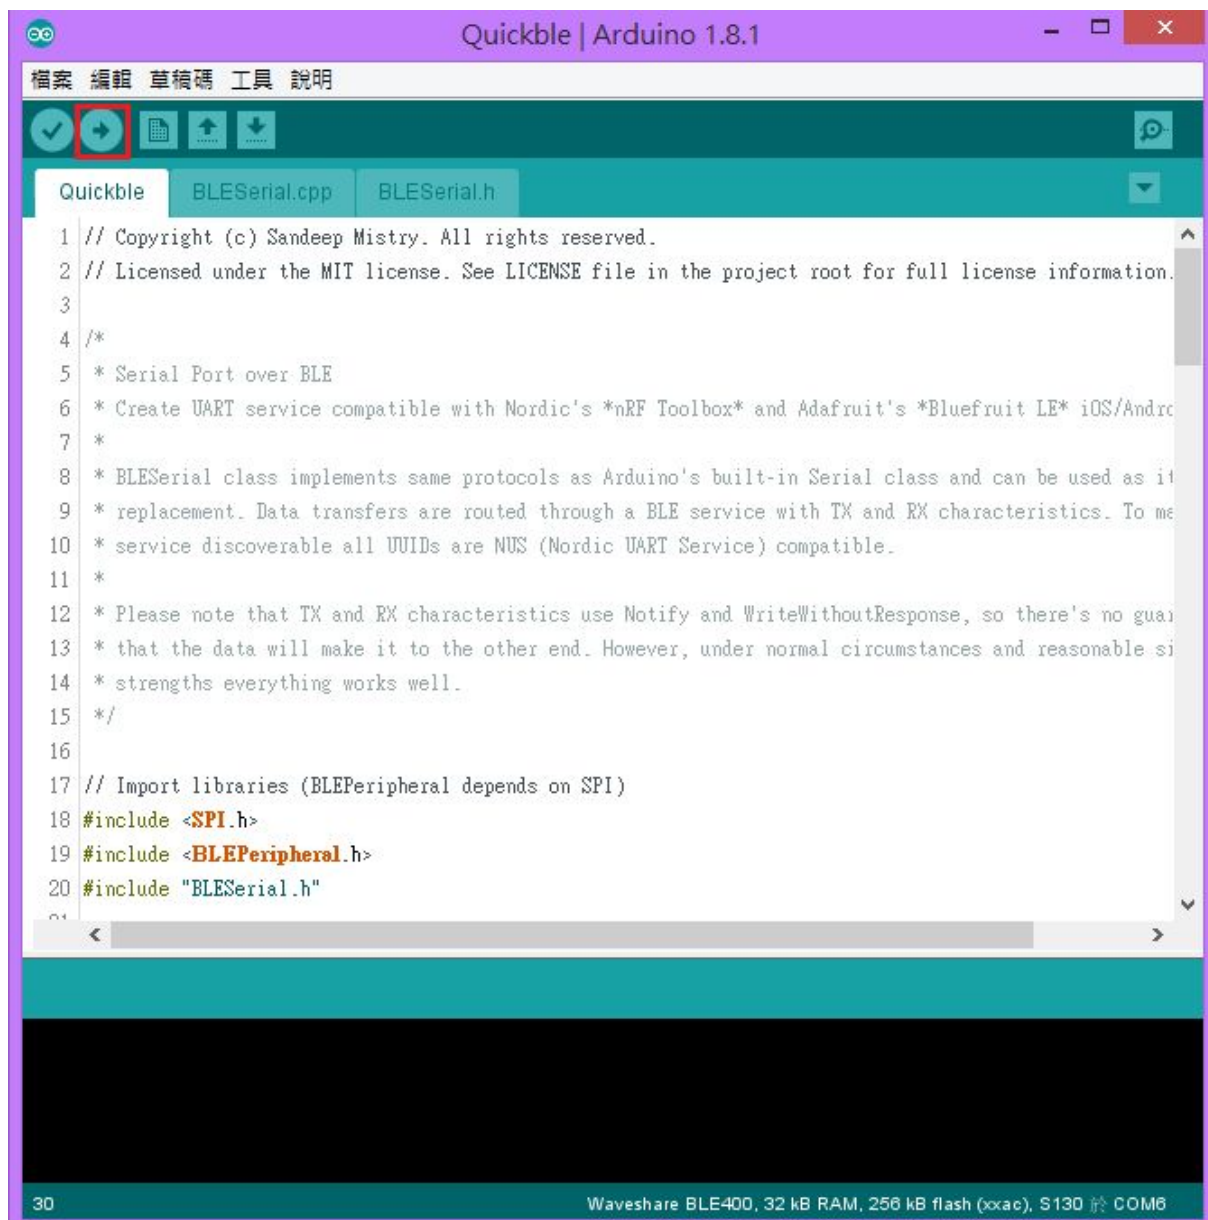 Quickble | Arduino 1.8.1
檔案 編輯 草稿碼 工具 說明
Quickble BLESerial.cpp BLESerial.h
1 // Copyright (c) Sandeep Mistry. All rights reserved.
2 // Licensed under the MIT license. See LICENSE file in the project root for full license information.
3
4 /*
5 * Serial Port over BLE
6 * Create UART service compatible with Nordic's *nRF Toolbox* and Adafruit's *Bluefruit LE* iOS/Andro
7 *
8 * BLESerial class implements same protocols as Arduino's built-in Serial class and can be used as it
9 * replacement. Data transfers are routed through a BLE service with TX and RX characteristics. To ma
10 * service discoverable all UUIDs are NUS (Nordic UART Service) compatible.
11 *
12 * Please note that TX and RX characteristics use Notify and WriteWithoutResponse, so there's no guar
13 * that the data will make it to the other end. However, under normal circumstances and reasonable si
14 * strengths everything works well.
15 */
16
17 // Import libraries (BLEPeripheral depends on SPI)
18 #include <SPI.h>
19 #include <BLEPeripheral.h>
20 #include "BLESerial.h"
30 Waveshare BLE400, 32 kB RAM, 256 kB flash (xxac), S130 於 COM6